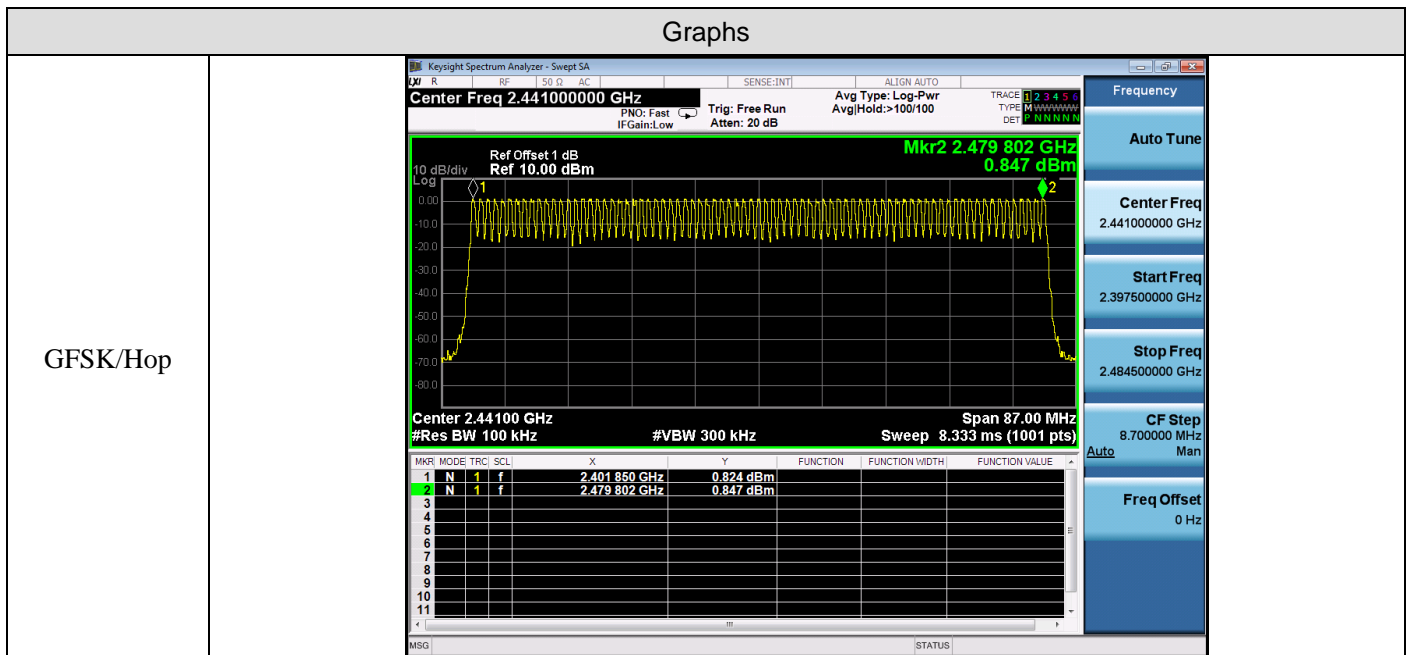 Graphs
GFSK/Hop
Keysight Spectrum Analyzer - Swept SA
LXI R RF 50 Ω AC SENSE:INT ALIGN AUTO
Center Freq 2.441000000 GHz
PNO: Fast
IFGain:Low
Trig: Free Run
Atten: 20 dB
Avg Type: Log-Pwr
Avg|Hold:>100/100
TRACE 1 2 3 4 5 6
TYPE M W W W W W
DET P N N N N N
Mkr2 2.479 802 GHz
0.847 dBm
Ref Offset 1 dB
10 dB/div Ref 10.00 dBm
Log
1
2
0.00
-10.0
-20.0
-30.0
-40.0
-50.0
-60.0
-70.0
-80.0
Center 2.44100 GHz Span 87.00 MHz
#Res BW 100 kHz #VBW 300 kHz Sweep 8.333 ms (1001 pts)
MKR MODE TRC SCL X Y FUNCTION FUNCTION WIDTH FUNCTION VALUE
1 N 1 f 2.401 850 GHz 0.824 dBm
2 N 1 f 2.479 802 GHz 0.847 dBm
3
4
5
6
7
8
9
10
11
MSG STATUS
Frequency
Auto Tune
Center Freq
2.441000000 GHz
Start Freq
2.397500000 GHz
Stop Freq
2.484500000 GHz
CF Step
8.700000 MHz
Auto Man
Freq Offset
0 Hz